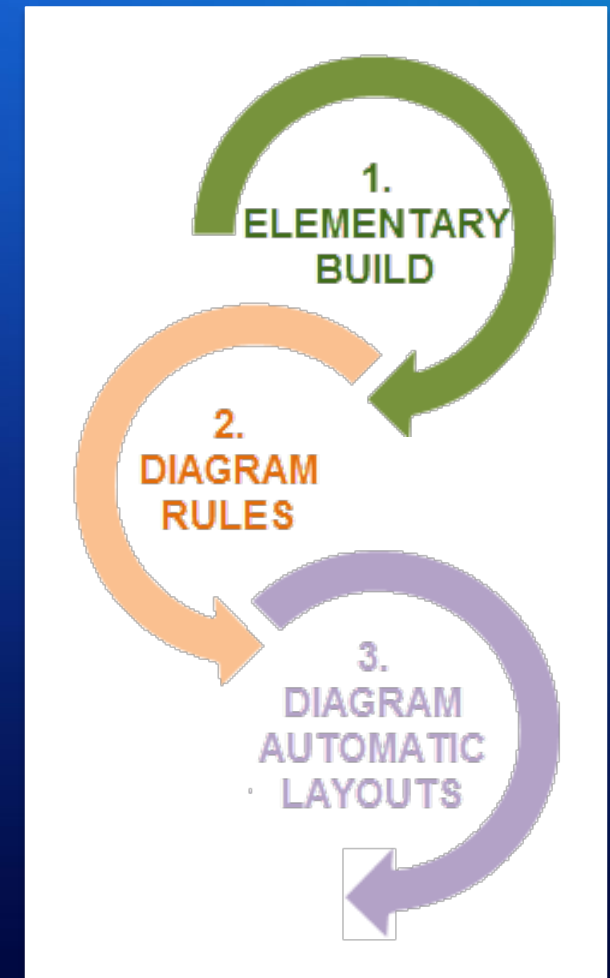 1.
ELEMENTARY
BUILD
2.
DIAGRAM
RULES
3.
DIAGRAM
AUTOMATIC
LAYOUTS